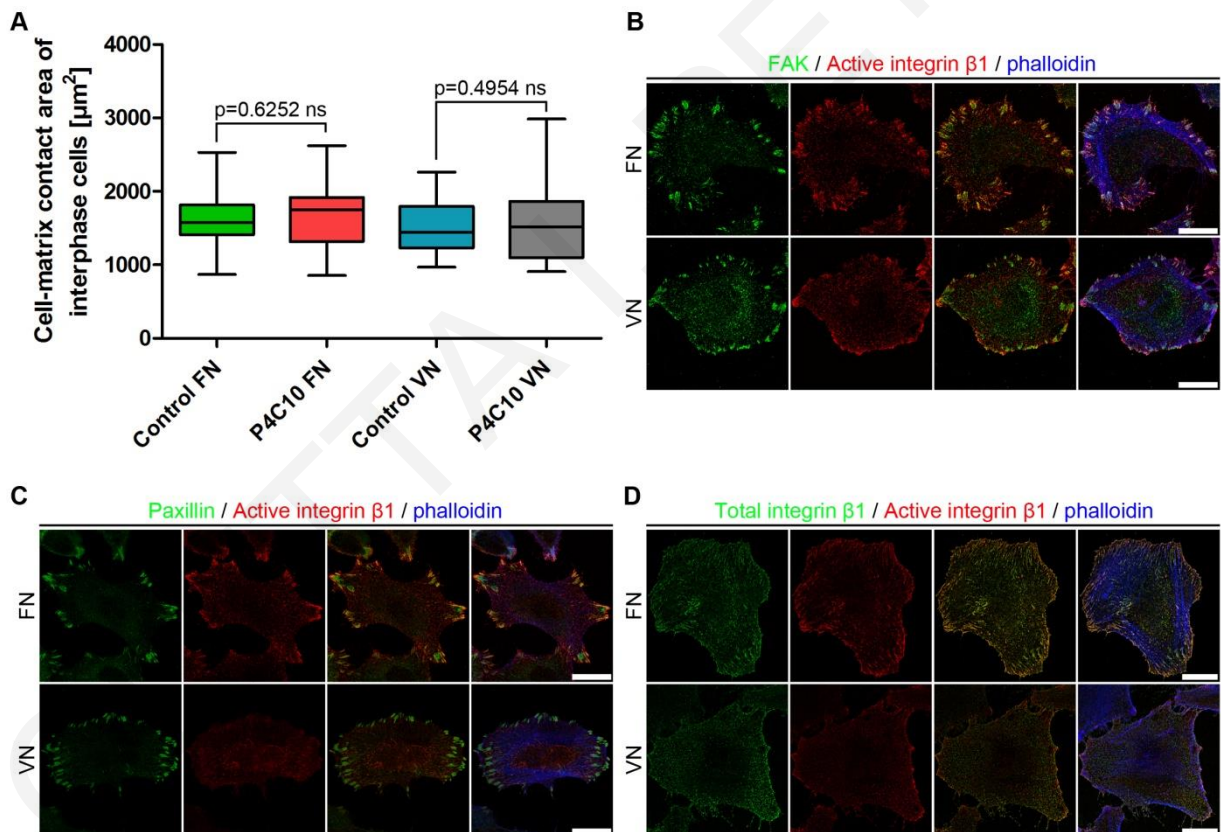 A
Cell-matrix contact area of
interphase cells [µm²]
4000
3000
2000
1000
0
p=0.6252 ns
p=0.4954 ns
Control FN
P4C10 FN
Control VN
P4C10 VN
B
FAK / Active integrin β1 / phalloidin
FN
VN
C
Paxillin / Active integrin β1 / phalloidin
FN
VN
D
Total integrin β1 / Active integrin β1 / phalloidin
FN
VN